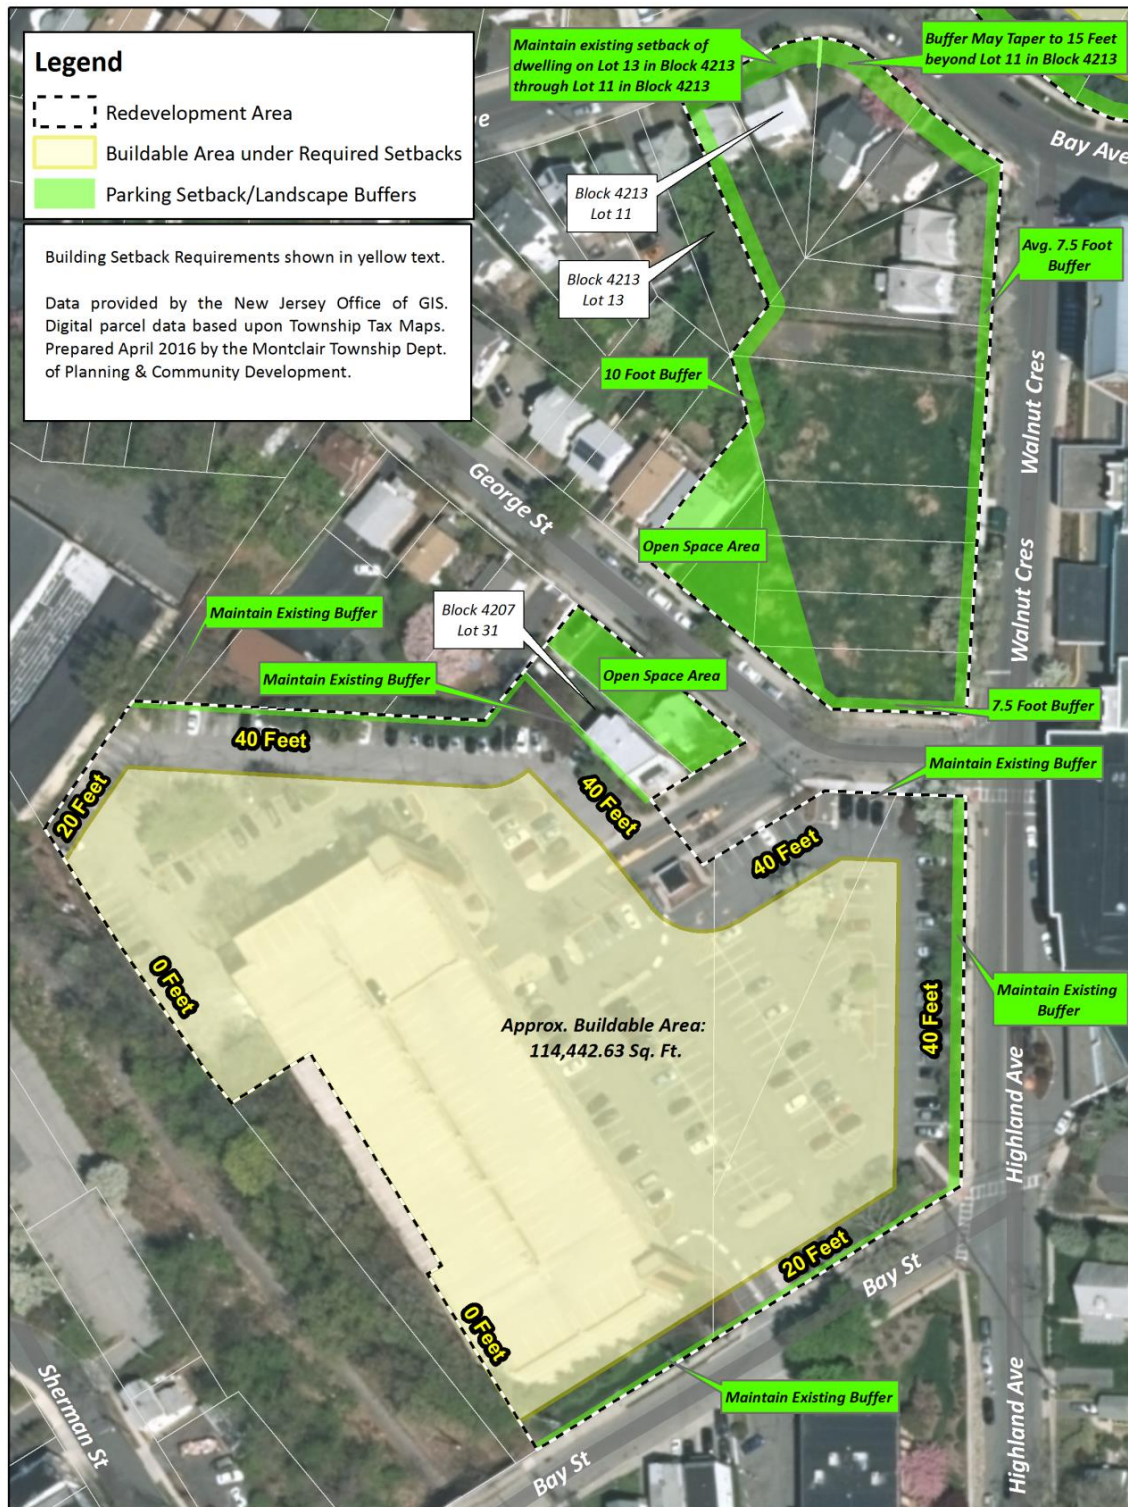 Legend
Redevelopment Area
Buildable Area under Required Setbacks
Parking Setback/Landscape Buffers
Building Setback Requirements shown in yellow text.
Data provided by the New Jersey Office of GIS.
Digital parcel data based upon Township Tax Maps.
Prepared April 2016 by the Montclair Township Dept.
of Planning & Community Development.
Maintain existing setback of
dwelling on Lot 13 in Block 4213
through Lot 11 in Block 4213
Buffer May Taper to 15 Feet
beyond Lot 11 in Block 4213
Bay Ave
Block 4213
Lot 11
Block 4213
Lot 13
Avg. 7.5 Foot
Buffer
10 Foot Buffer
Walnut Cres
George St
Open Space Area
Walnut Cres
Block 4207
Lot 31
Maintain Existing Buffer
Maintain Existing Buffer
Open Space Area
7.5 Foot Buffer
40 Feet
Maintain Existing Buffer
20 Feet
40 Feet
40 Feet
0 Feet
40 Feet
Maintain Existing
Buffer
Approx. Buildable Area:
114,442.63 Sq. Ft.
Highland Ave
20 Feet
Bay St
0 Feet
Sherman St
Maintain Existing Buffer
Highland Ave
Bay St